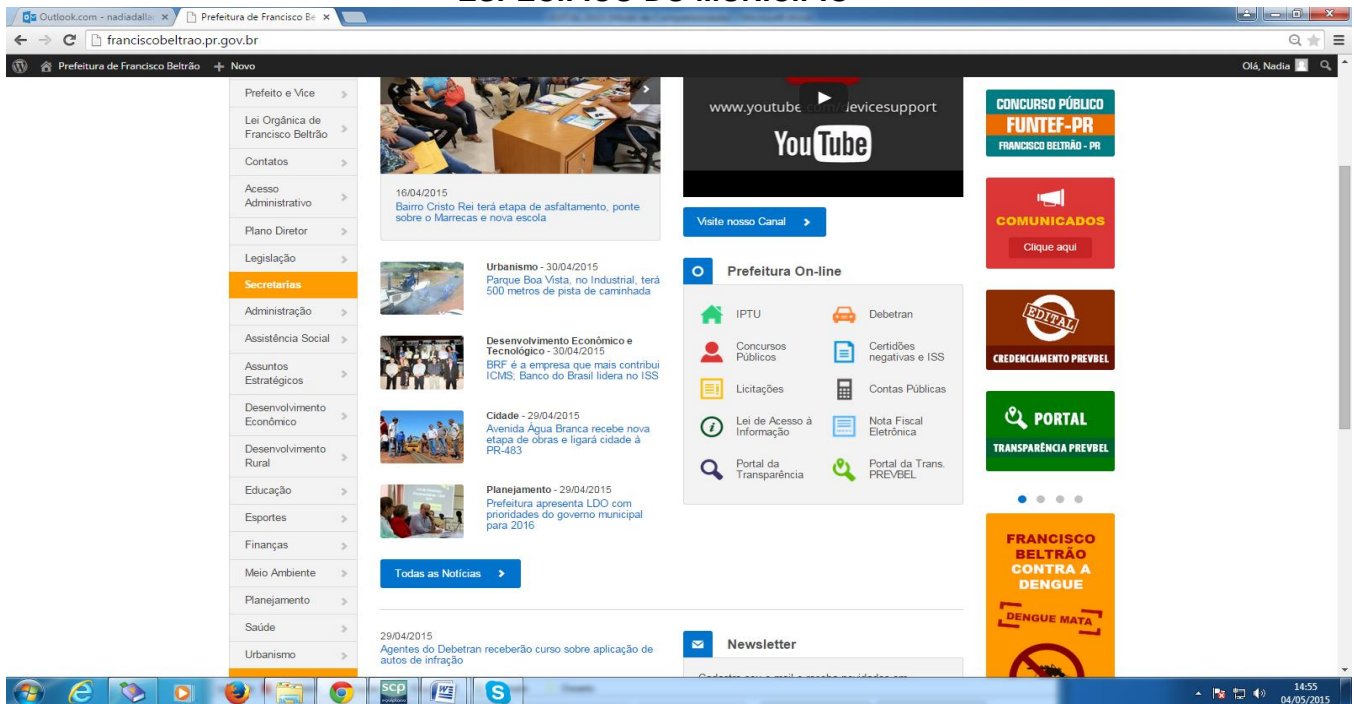 ESPECÍFICO DO MUNICÍPIO
Outlook.com - nadiadalla
Prefeitura de Francisco Be
franciscobeltrao.pr.gov.br
Prefeitura de Francisco Beltrão
+ Novo
Olá, Nadia
Prefeito e Vice
Lei Orgânica de
Francisco Beltrão
Contatos
Acesso
Administrativo
Plano Diretor
Legislação
Secretarias
Administração
Assistência Social
Assuntos
Estratégicos
Desenvolvimento
Econômico
Desenvolvimento
Rural
Educação
Esportes
Finanças
Meio Ambiente
Planejamento
Saúde
Urbanismo
16/04/2015
Bairro Cristo Rei terá etapa de asfaltamento, ponte
sobre o Marrecas e nova escola
Urbanismo - 30/04/2015
Parque Boa Vista, no Industrial, terá
500 metros de pista de caminhada
Desenvolvimento Econômico e
Tecnológico - 30/04/2015
BRF é a empresa que mais contribui
ICMS; Banco do Brasil lidera no ISS
Cidade - 29/04/2015
Avenida Água Branca recebe nova
etapa de obras e ligará cidade à
PR-483
Planejamento - 29/04/2015
Prefeitura apresenta LDO com
prioridades do governo municipal
para 2016
Todas as Notícias
29/04/2015
Agentes do Debetran receberão curso sobre aplicação de
autos de infração
www.youtube.com/devicesupport
YouTube
Visite nosso Canal
Prefeitura On-line
IPTU
Debetran
Concursos
Públicos
Certidões
negativas e ISS
Licitações
Contas Públicas
Lei de Acesso à
Informação
Nota Fiscal
Eletrônica
Portal da
Transparência
Portal da Trans.
PREVBEL
Newsletter
CONCURSO PÚBLICO
FUNTEF-PR
FRANCISCO BELTRÃO - PR
COMUNICADOS
Clique aqui
EDITAL
CREDENCIAMENTO PREVBEL
PORTAL
TRANSPARÊNCIA PREVBEL
FRANCISCO
BELTRÃO
CONTRA A
DENGUE
DENGUE MATA
scp
14:55
04/05/2015